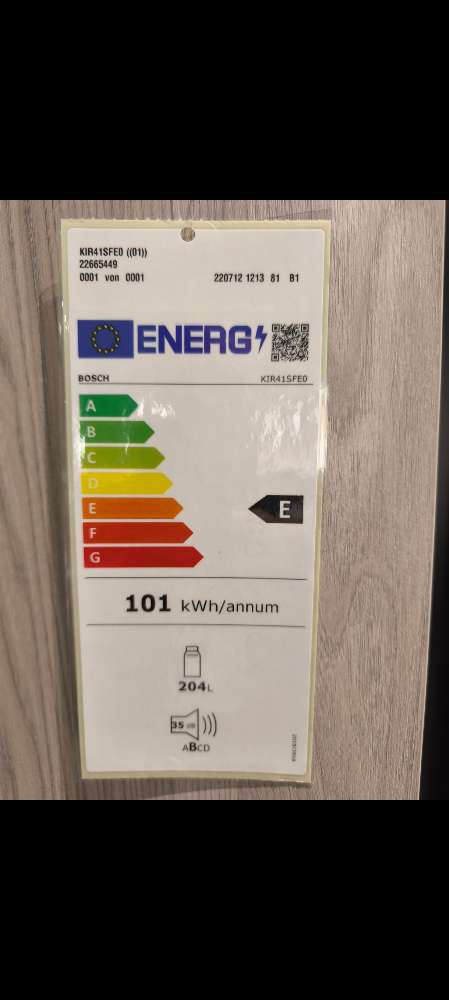 KIR41SFE0 ((01))
22665449
0001 von 0001 220712 1213 81 B1
ENERG
BOSCH KIR41SFE0
A
B
C
D
E
E
F
G
101 kWh/annum
204L
35 dB
ABCD